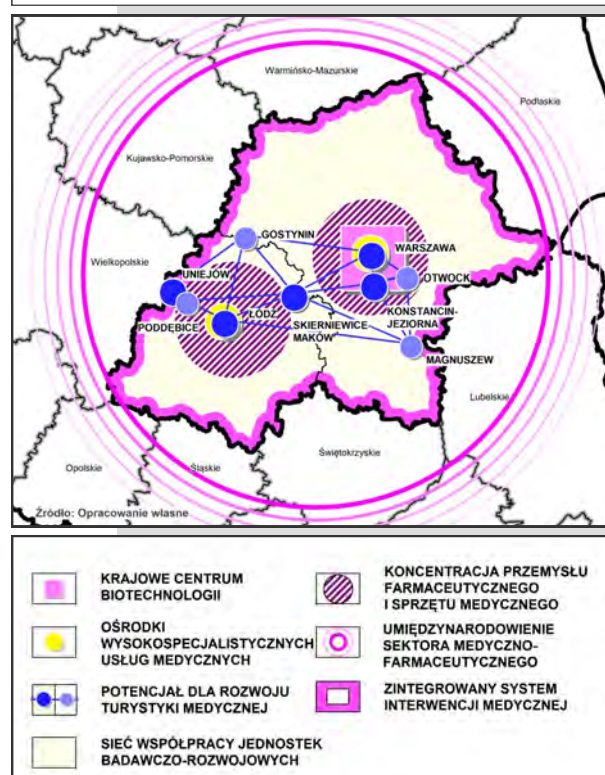 Warmińsko-Mazurskie
Podlaskie
Kujawsko-Pomorskie
GOSTYNIN
WARSZAWA
Wielkopolskie
UNIEJÓW
OTWOCK
PODDĘBICE
ŁÓDŹ
SKIERNIEWICE-
MAKÓW
KONSTANCIN-
JEZIORNA
MAGNUSZEW
Lubelskie
Świętokrzyskie
Opolskie
Śląskie
Źródło: Opracowanie własne
KRAJOWE CENTRUM
BIOTECHNOLOGII
OŚRODKI
WYSOKOSPECJALISTYCZNYCH
USŁUG MEDYCZNYCH
POTENCJAŁ DLA ROZWOJU
TURYSTYKI MEDYCZNEJ
SIEĆ WSPÓŁPRACY JEDNOSTEK
BADAWCZO-ROZWOJOWYCH
KONCENTRACJA PRZEMYSŁU
FARMACEUTYCZNEGO
I SPRZĘTU MEDYCZNEGO
UMIĘDZYNARODOWIENIE
SEKTORA MEDYCZNO-
FARMACEUTYCZNEGO
ZINTEGROWANY SYSTEM
INTERWENCJI MEDYCZNEJ